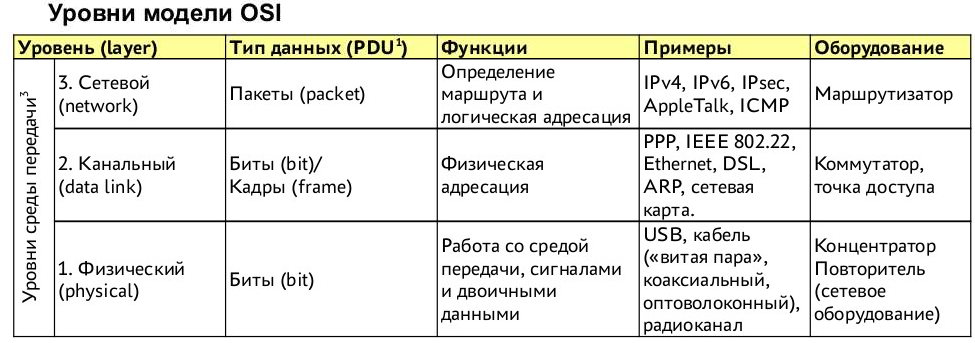 Уровни модели OSI
Уровень (layer) Тип данных (PDU¹) Функции Примеры Оборудование
Уровни среды передачи³
3. Сетевой
(network)
Пакеты (packet)
Определение
маршрута и
логическая адресация
IPv4, IPv6, IPsec,
AppleTalk, ICMP
Маршрутизатор
2. Канальный
(data link)
Биты (bit)/
Кадры (frame)
Физическая
адресация
PPP, IEEE 802.22,
Ethernet, DSL,
ARP, сетевая
карта.
Коммутатор,
точка доступа
1. Физический
(physical)
Биты (bit)
Работа со средой
передачи, сигналами
и двоичными
данными
USB, кабель
(«витая пара»,
коаксиальный,
оптоволоконный),
радиоканал
Концентратор
Повторитель
(сетевое
оборудование)